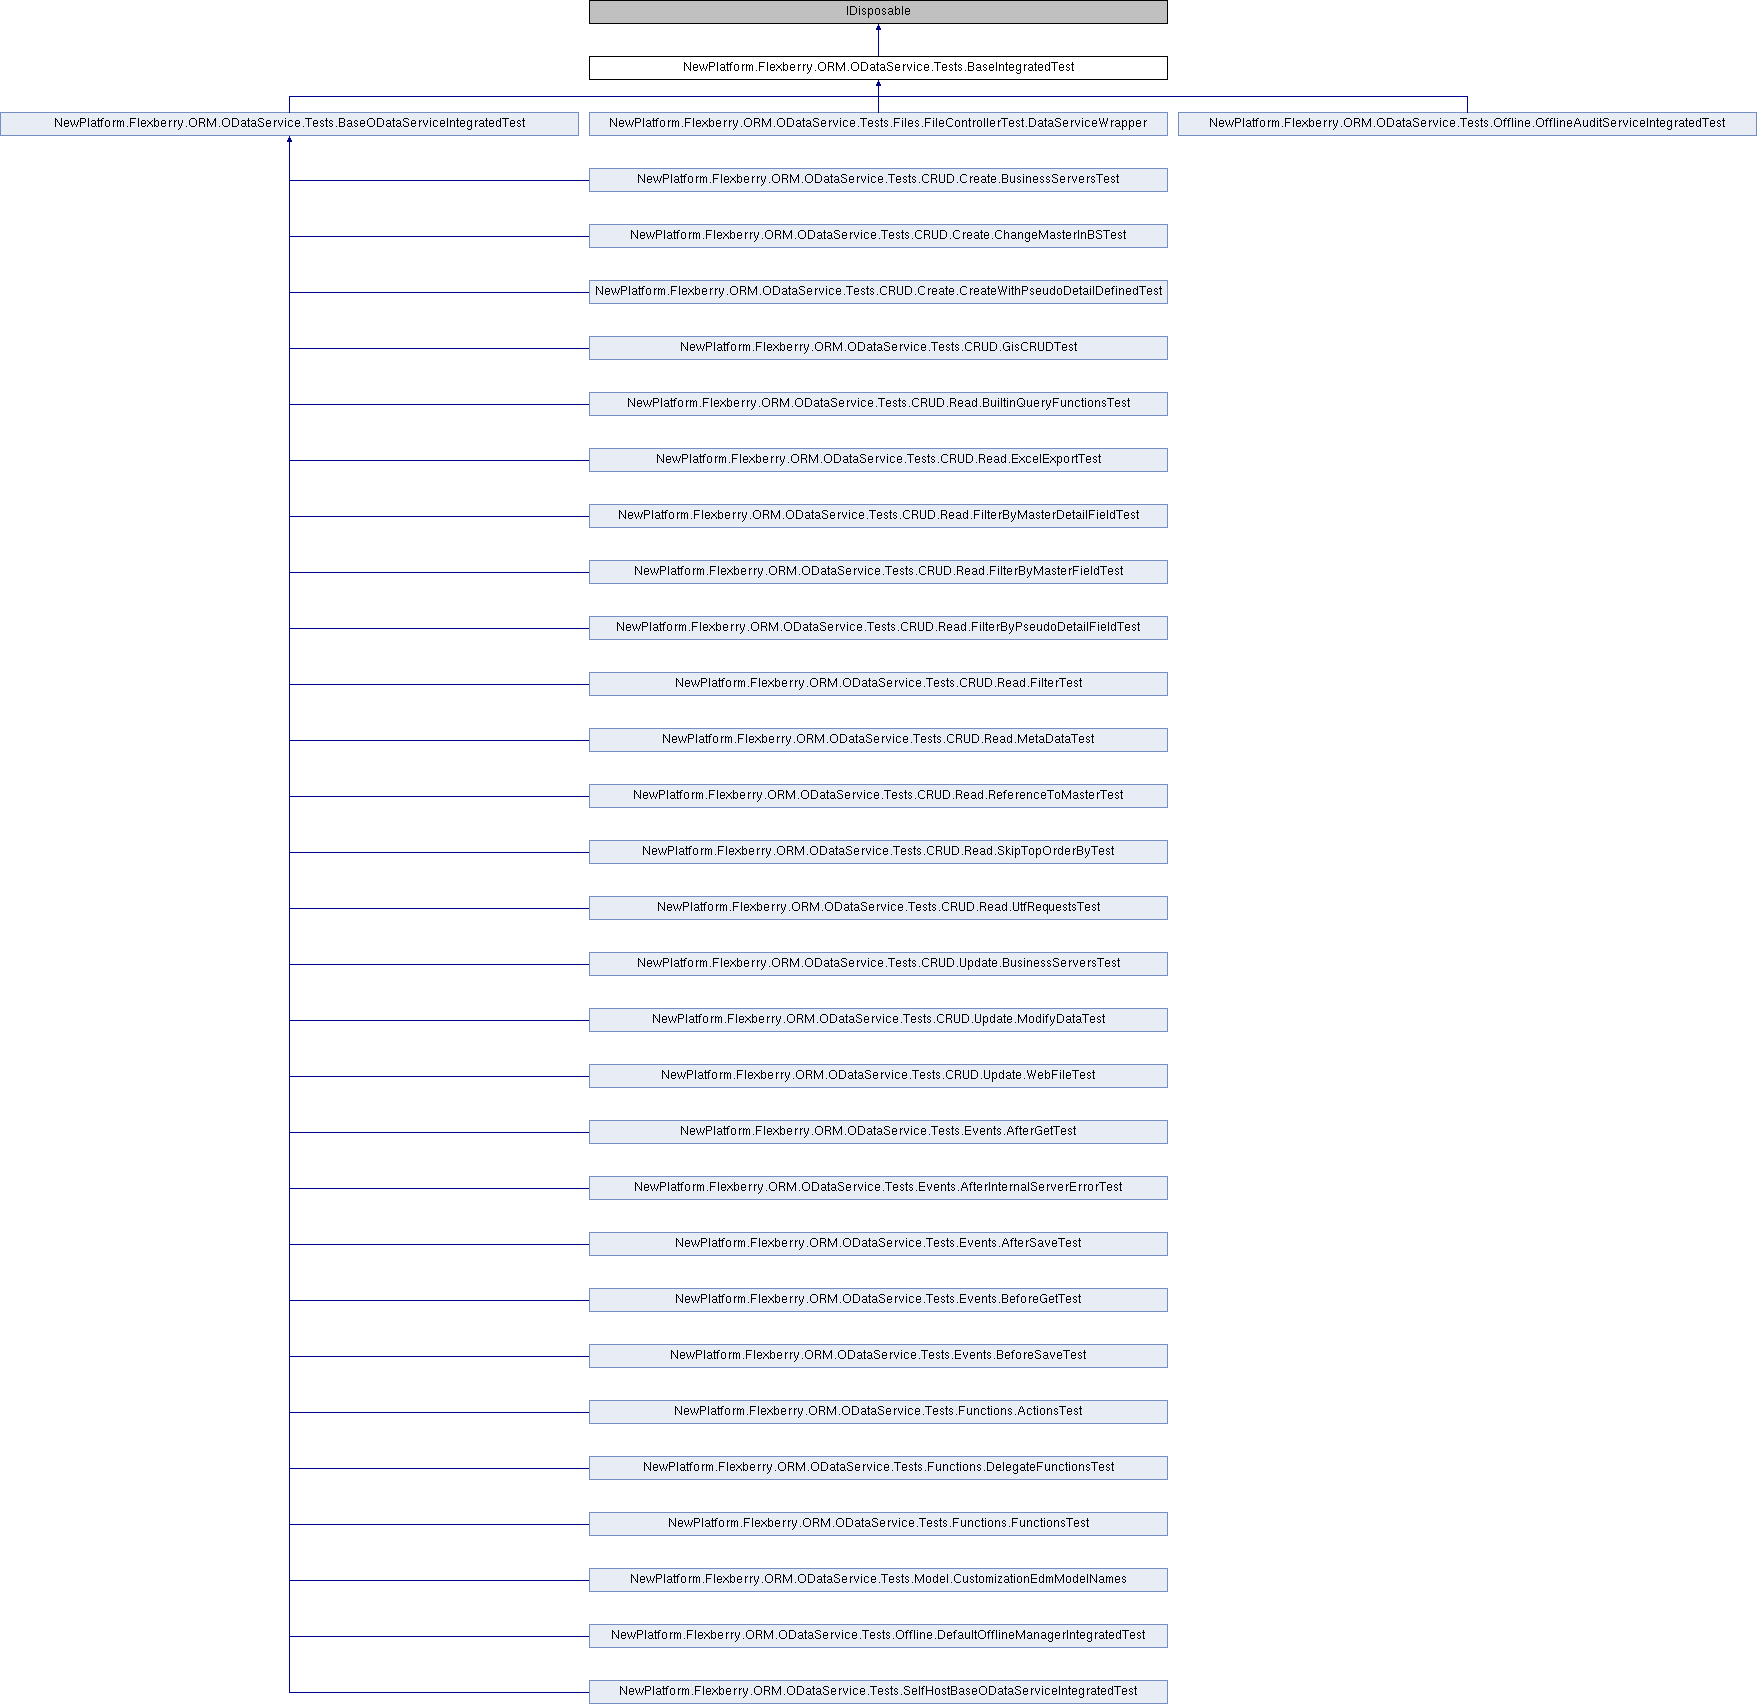 IDisposable
NewPlatform.Flexberry.ORM.ODataService.Tests.BaseIntegratedTest
NewPlatform.Flexberry.ORM.ODataService.Tests.BaseODataServiceIntegratedTest
NewPlatform.Flexberry.ORM.ODataService.Tests.Files.FileControllerTest.DataServiceWrapper
NewPlatform.Flexberry.ORM.ODataService.Tests.Offline.OfflineAuditServiceIntegratedTest
NewPlatform.Flexberry.ORM.ODataService.Tests.CRUD.Create.BusinessServersTest
NewPlatform.Flexberry.ORM.ODataService.Tests.CRUD.Create.ChangeMasterInBSTest
NewPlatform.Flexberry.ORM.ODataService.Tests.CRUD.Create.CreateWithPseudoDetailDefinedTest
NewPlatform.Flexberry.ORM.ODataService.Tests.CRUD.GisCRUDTest
NewPlatform.Flexberry.ORM.ODataService.Tests.CRUD.Read.BuiltinQueryFunctionsTest
NewPlatform.Flexberry.ORM.ODataService.Tests.CRUD.Read.ExcelExportTest
NewPlatform.Flexberry.ORM.ODataService.Tests.CRUD.Read.FilterByMasterDetailFieldTest
NewPlatform.Flexberry.ORM.ODataService.Tests.CRUD.Read.FilterByMasterFieldTest
NewPlatform.Flexberry.ORM.ODataService.Tests.CRUD.Read.FilterByPseudoDetailFieldTest
NewPlatform.Flexberry.ORM.ODataService.Tests.CRUD.Read.FilterTest
NewPlatform.Flexberry.ORM.ODataService.Tests.CRUD.Read.MetaDataTest
NewPlatform.Flexberry.ORM.ODataService.Tests.CRUD.Read.ReferenceToMasterTest
NewPlatform.Flexberry.ORM.ODataService.Tests.CRUD.Read.SkipTopOrderByTest
NewPlatform.Flexberry.ORM.ODataService.Tests.CRUD.Read.UtfRequestsTest
NewPlatform.Flexberry.ORM.ODataService.Tests.CRUD.Update.BusinessServersTest
NewPlatform.Flexberry.ORM.ODataService.Tests.CRUD.Update.ModifyDataTest
NewPlatform.Flexberry.ORM.ODataService.Tests.CRUD.Update.WebFileTest
NewPlatform.Flexberry.ORM.ODataService.Tests.Events.AfterGetTest
NewPlatform.Flexberry.ORM.ODataService.Tests.Events.AfterInternalServerErrorTest
NewPlatform.Flexberry.ORM.ODataService.Tests.Events.AfterSaveTest
NewPlatform.Flexberry.ORM.ODataService.Tests.Events.BeforeGetTest
NewPlatform.Flexberry.ORM.ODataService.Tests.Events.BeforeSaveTest
NewPlatform.Flexberry.ORM.ODataService.Tests.Functions.ActionsTest
NewPlatform.Flexberry.ORM.ODataService.Tests.Functions.DelegateFunctionsTest
NewPlatform.Flexberry.ORM.ODataService.Tests.Functions.FunctionsTest
NewPlatform.Flexberry.ORM.ODataService.Tests.Model.CustomizationEdmModelNames
NewPlatform.Flexberry.ORM.ODataService.Tests.Offline.DefaultOfflineManagerIntegratedTest
NewPlatform.Flexberry.ORM.ODataService.Tests.SelfHostBaseODataServiceIntegratedTest